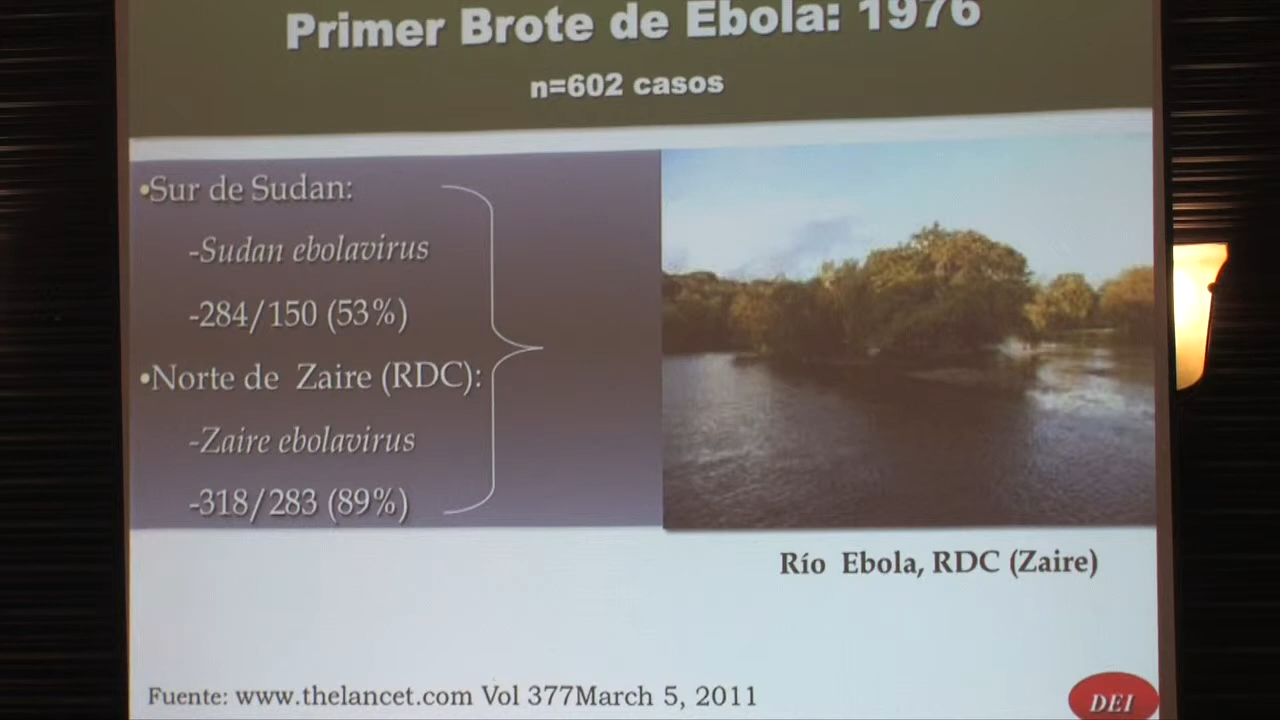 Primer Brote de Ebola: 1976
n=602 casos
•Sur de Sudan:
-Sudan ebolavirus
-284/150 (53%)
•Norte de Zaire (RDC):
-Zaire ebolavirus
-318/283 (89%)
Río Ebola, RDC (Zaire)
Fuente: www.thelancet.com Vol 377March 5, 2011
DEI